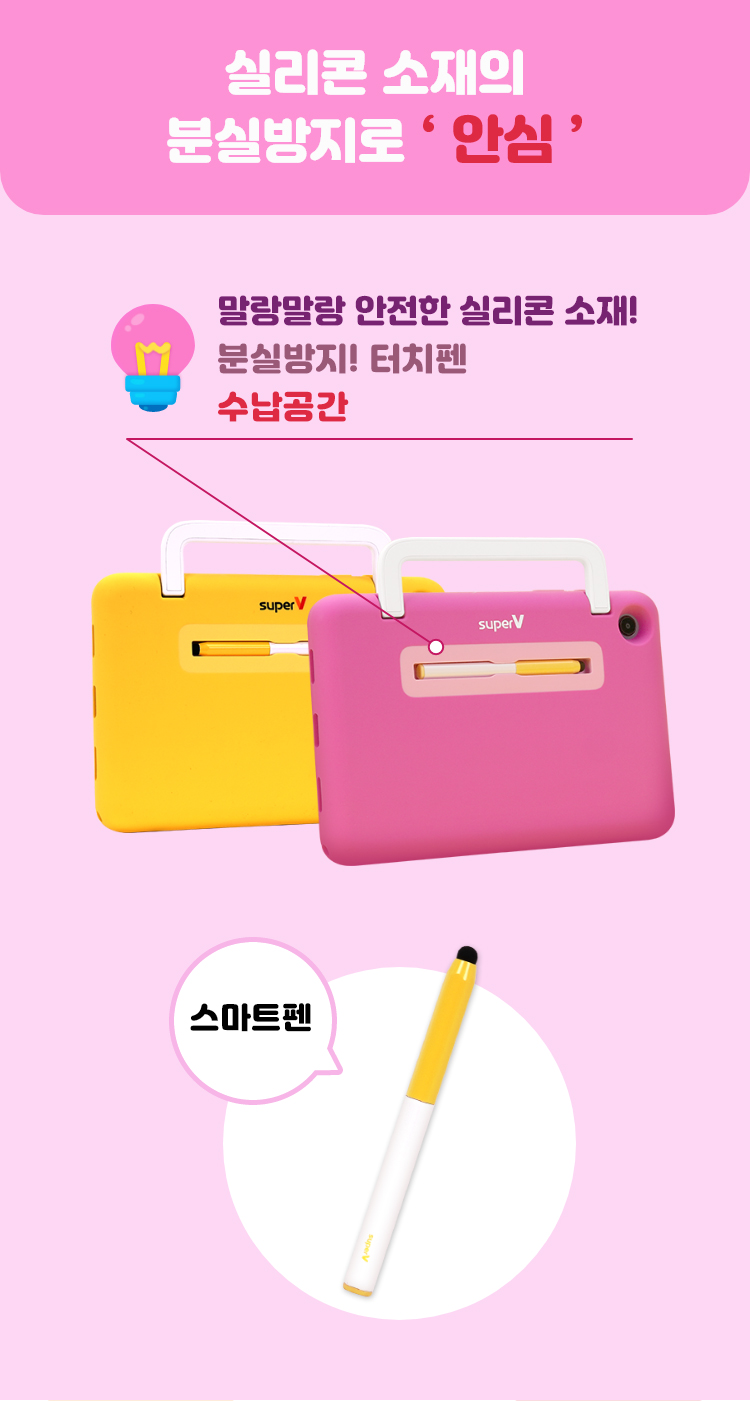 실리콘 소재의
분실방지로 ‘ 안심 ’
말랑말랑 안전한 실리콘 소재!
분실방지! 터치펜
수납공간
superV
superV
스마트펜
superV